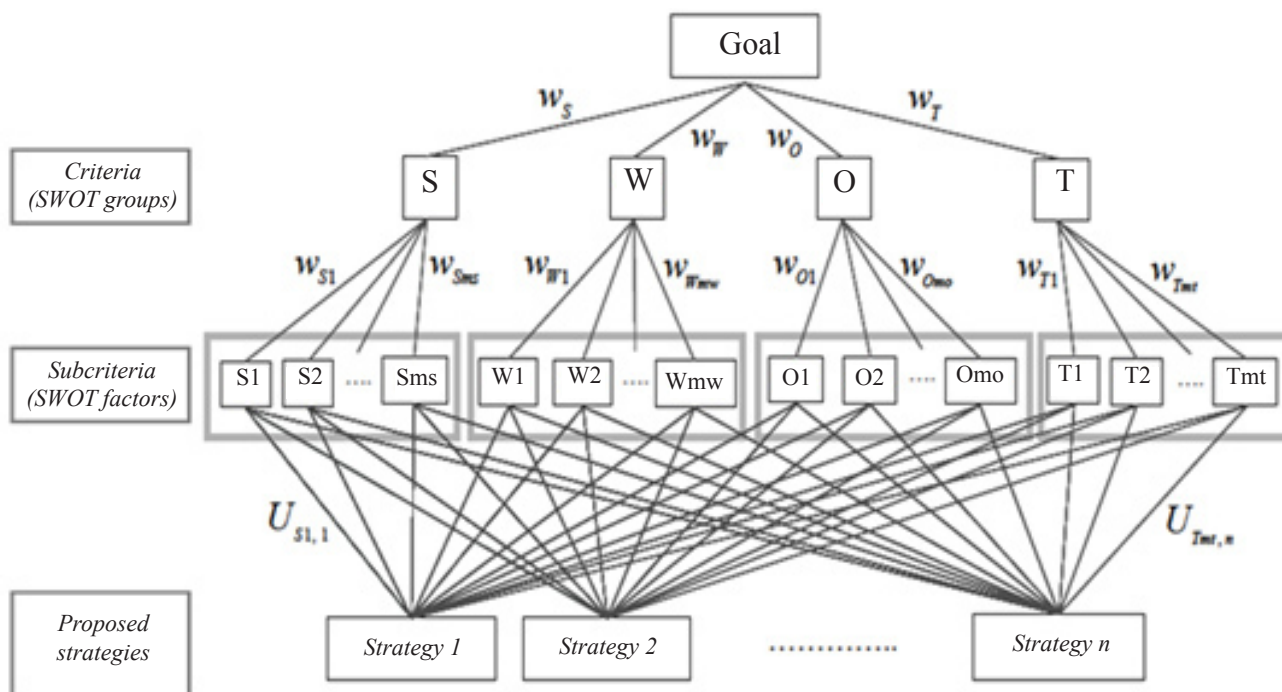 Goal
w_S
w_W
w_O
w_T
Criteria
(SWOT groups)
S
W
O
T
w_S1
w_Sms
w_W1
w_Wmw
w_O1
w_Omo
w_T1
w_Tmt
Subcriteria
(SWOT factors)
S1
S2
....
Sms
W1
W2
....
Wmw
O1
O2
....
Omo
T1
T2
....
Tmt
U_S1, 1
U_Tmt, n
Proposed
strategies
Strategy 1
Strategy 2
..............
Strategy n